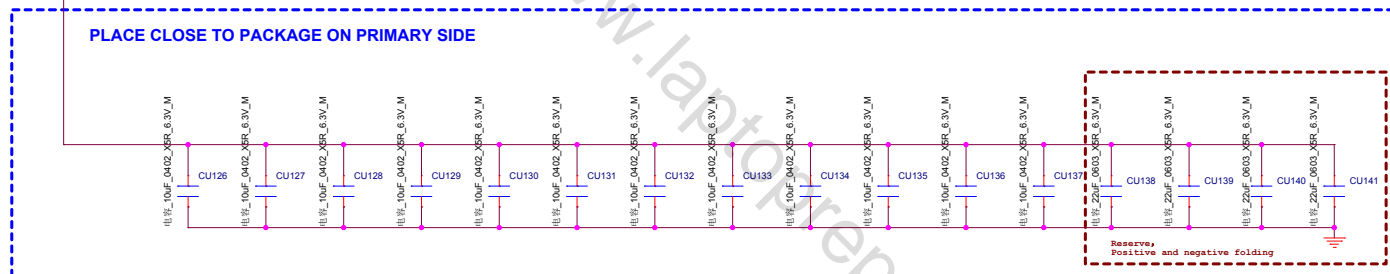 PLACE CLOSE TO PACKAGE ON PRIMARY SIDE
www.laptoprep
电容_10uF_0402_X5R_6.3V_M
CU126
电容_10uF_0402_X5R_6.3V_M
CU127
电容_10uF_0402_X5R_6.3V_M
CU128
电容_10uF_0402_X5R_6.3V_M
CU129
电容_10uF_0402_X5R_6.3V_M
CU130
电容_10uF_0402_X5R_6.3V_M
CU131
电容_10uF_0402_X5R_6.3V_M
CU132
电容_10uF_0402_X5R_6.3V_M
CU133
电容_10uF_0402_X5R_6.3V_M
CU134
电容_10uF_0402_X5R_6.3V_M
CU135
电容_10uF_0402_X5R_6.3V_M
CU136
电容_10uF_0402_X5R_6.3V_M
CU137
电容_22uF_0603_X5R_6.3V_M
CU138
电容_22uF_0603_X5R_6.3V_M
CU139
电容_22uF_0603_X5R_6.3V_M
CU140
电容_22uF_0603_X5R_6.3V_M
CU141
Reserve,
Positive and negative folding